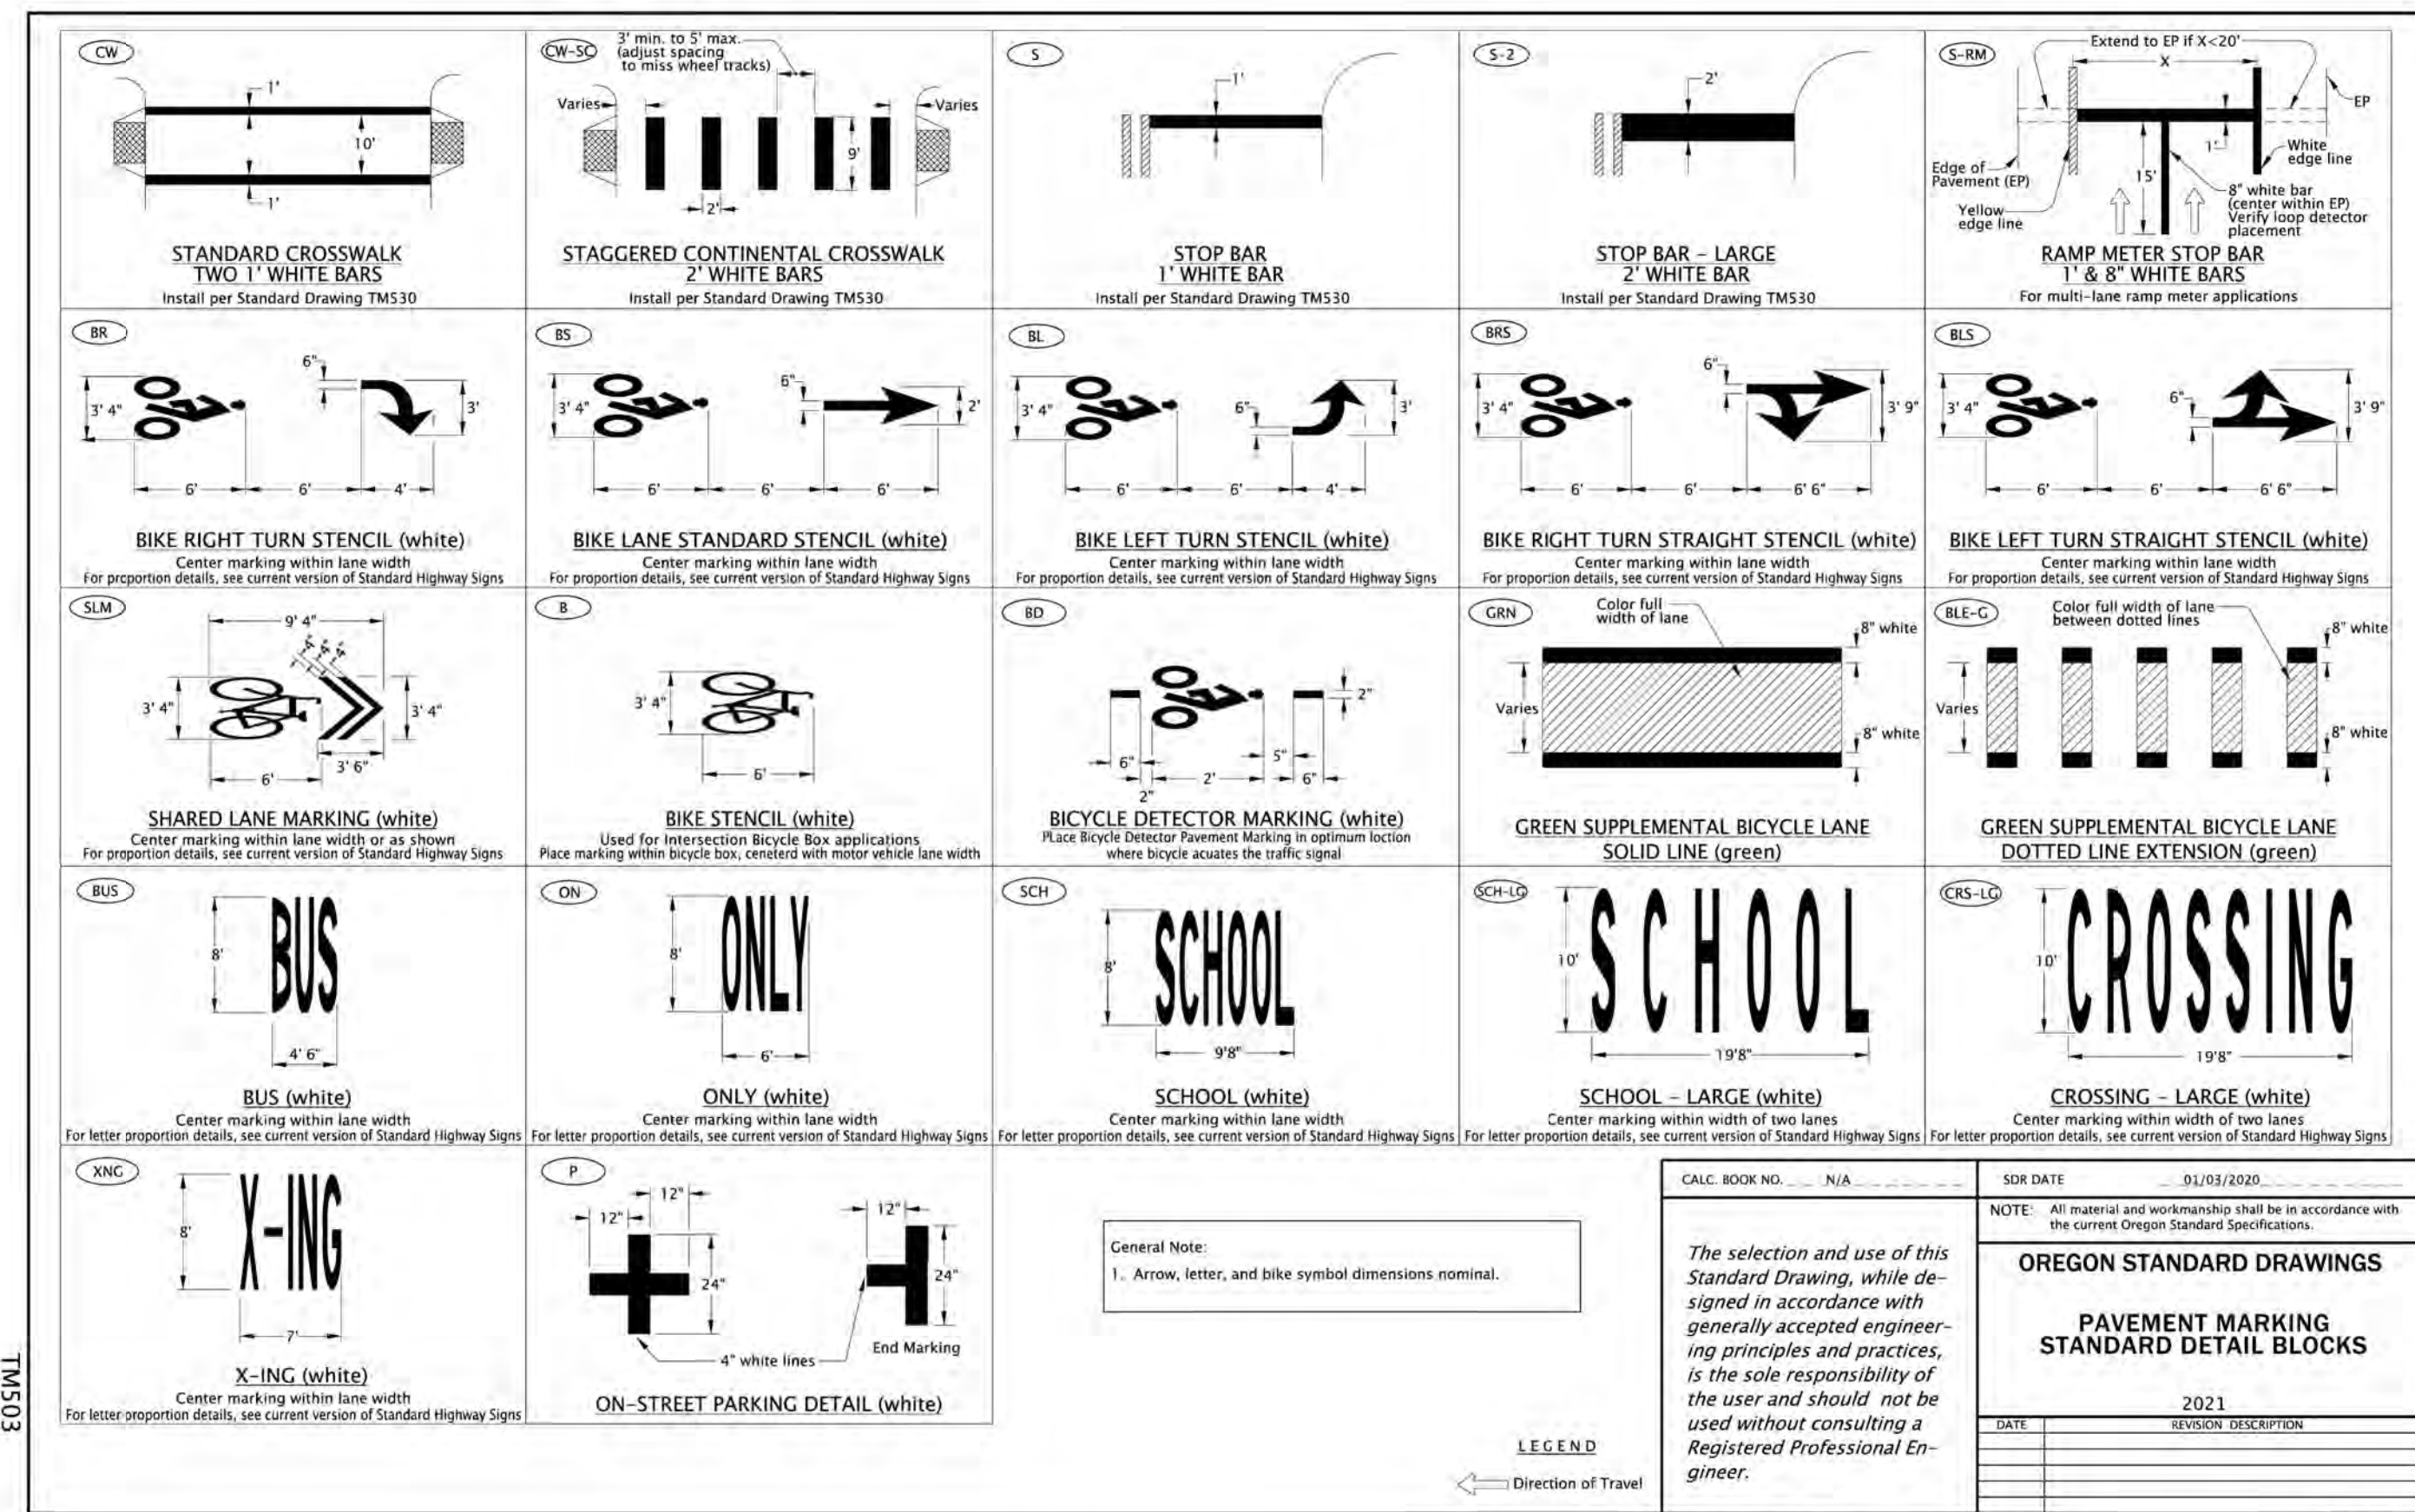 CW
1'
10'
1'
STANDARD CROSSWALK
TWO 1' WHITE BARS
Install per Standard Drawing TM530
CW-SC
3' min. to 5' max.
(adjust spacing
to miss wheel tracks)
Varies
Varies
9'
2'
STAGGERED CONTINENTAL CROSSWALK
2' WHITE BARS
Install per Standard Drawing TM530
S
1'
STOP BAR
1' WHITE BAR
Install per Standard Drawing TM530
S-2
2'
STOP BAR - LARGE
2' WHITE BAR
Install per Standard Drawing TM530
S-RM
Extend to EP if X<20'
X
EP
1'
White
edge line
Edge of
Pavement (EP)
15'
8" white bar
(center within EP)
Verify loop detector
placement
Yellow
edge line
RAMP METER STOP BAR
1' & 8" WHITE BARS
For multi-lane ramp meter applications
BR
6"
3' 4"
3'
6'
6'
4'
BIKE RIGHT TURN STENCIL (white)
Center marking within lane width
For proportion details, see current version of Standard Highway Signs
BS
6"
3' 4"
2'
6'
6'
6'
BIKE LANE STANDARD STENCIL (white)
Center marking within lane width
For proportion details, see current version of Standard Highway Signs
BL
3' 4"
6"
3'
6'
6'
4'
BIKE LEFT TURN STENCIL (white)
Center marking within lane width
For proportion details, see current version of Standard Highway Signs
BRS
6"
3' 4"
3' 9"
6'
6'
6' 6"
BIKE RIGHT TURN STRAIGHT STENCIL (white)
Center marking within lane width
For proportion details, see current version of Standard Highway Signs
BLS
3' 4"
6"
3' 9"
6'
6'
6' 6"
BIKE LEFT TURN STRAIGHT STENCIL (white)
Center marking within lane width
For proportion details, see current version of Standard Highway Signs
SLM
9' 4"
4"
4"
4"
3' 4"
3' 4"
3' 6"
6'
SHARED LANE MARKING (white)
Center marking within lane width or as shown
For proportion details, see current version of Standard Highway Signs
B
3' 4"
6'
BIKE STENCIL (white)
Used for Intersection Bicycle Box applications
Place marking within bicycle box, ceneterd with motor vehicle lane width
BD
2"
6"
5"
2'
6"
2"
BICYCLE DETECTOR MARKING (white)
PLace Bicycle Detector Pavement Marking in optimum loction
where bicycle acuates the traffic signal
GRN
Color full
width of lane
8" white
Varies
8" white
GREEN SUPPLEMENTAL BICYCLE LANE
SOLID LINE (green)
BLE-G
Color full width of lane
between dotted lines
8" white
Varies
8" white
GREEN SUPPLEMENTAL BICYCLE LANE
DOTTED LINE EXTENSION (green)
BUS
8'
BUS
4' 6"
BUS (white)
Center marking within lane width
For letter proportion details, see current version of Standard Highway Signs
ON
8'
ONLY
6'
ONLY (white)
Center marking within lane width
For letter proportion details, see current version of Standard Highway Signs
SCH
8'
SCHOOL
9'8"
SCHOOL (white)
Center marking within lane width
For letter proportion details, see current version of Standard Highway Signs
SCH-LG
10'
SCHOOL
19'8"
SCHOOL - LARGE (white)
Center marking within width of two lanes
For letter proportion details, see current version of Standard Highway Signs
CRS-LG
10'
CROSSING
19'8"
CROSSING - LARGE (white)
Center marking within width of two lanes
For letter proportion details, see current version of Standard Highway Signs
XNG
8'
X-ING
7'
X-ING (white)
Center marking within lane width
For letter proportion details, see current version of Standard Highway Signs
P
12"
12"
24"
12"
24"
4" white lines
End Marking
ON-STREET PARKING DETAIL (white)
General Note:
1. Arrow, letter, and bike symbol dimensions nominal.
LEGEND
Direction of Travel
CALC. BOOK NO. N/A
The selection and use of this
Standard Drawing, while de-
signed in accordance with
generally accepted engineer-
ing principles and practices,
is the sole responsibility of
the user and should not be
used without consulting a
Registered Professional En-
gineer.
SDR DATE 01/03/2020
NOTE: All material and workmanship shall be in accordance with
the current Oregon Standard Specifications.
OREGON STANDARD DRAWINGS
PAVEMENT MARKING
STANDARD DETAIL BLOCKS
2021
DATE REVISION DESCRIPTION
TM503